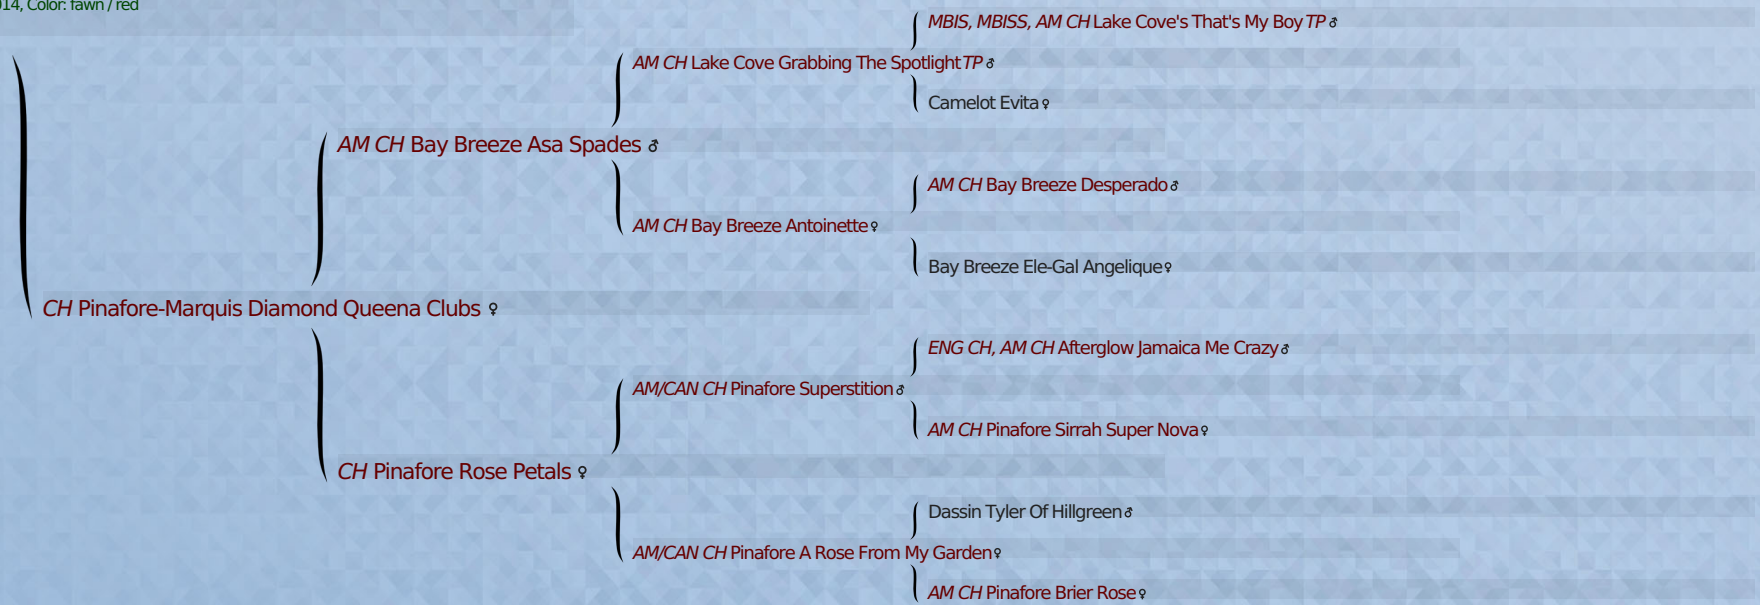 014, Color: fawn / red
MBIS, MBISS, AM CH Lake Cove's That's My Boy TP ♂
AM CH Lake Cove Grabbing The Spotlight TP ♂
Camelot Evita ♀
AM CH Bay Breeze Asa Spades ♂
AM CH Bay Breeze Desperado ♂
AM CH Bay Breeze Antoinette ♀
Bay Breeze Ele-Gal Angelique ♀
CH Pinafore-Marquis Diamond Queena Clubs ♀
ENG CH, AM CH Afterglow Jamaica Me Crazy ♂
AM/CAN CH Pinafore Superstition ♂
AM CH Pinafore Sirrah Super Nova ♀
CH Pinafore Rose Petals ♀
Dassin Tyler Of Hillgreen ♂
AM/CAN CH Pinafore A Rose From My Garden ♀
AM CH Pinafore Brier Rose ♀